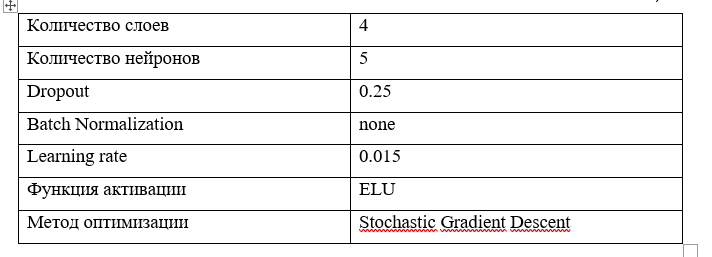 Количество слоев 4
Количество нейронов 5
Dropout 0.25
Batch Normalization none
Learning rate 0.015
Функция активации ELU
Метод оптимизации Stochastic Gradient Descent